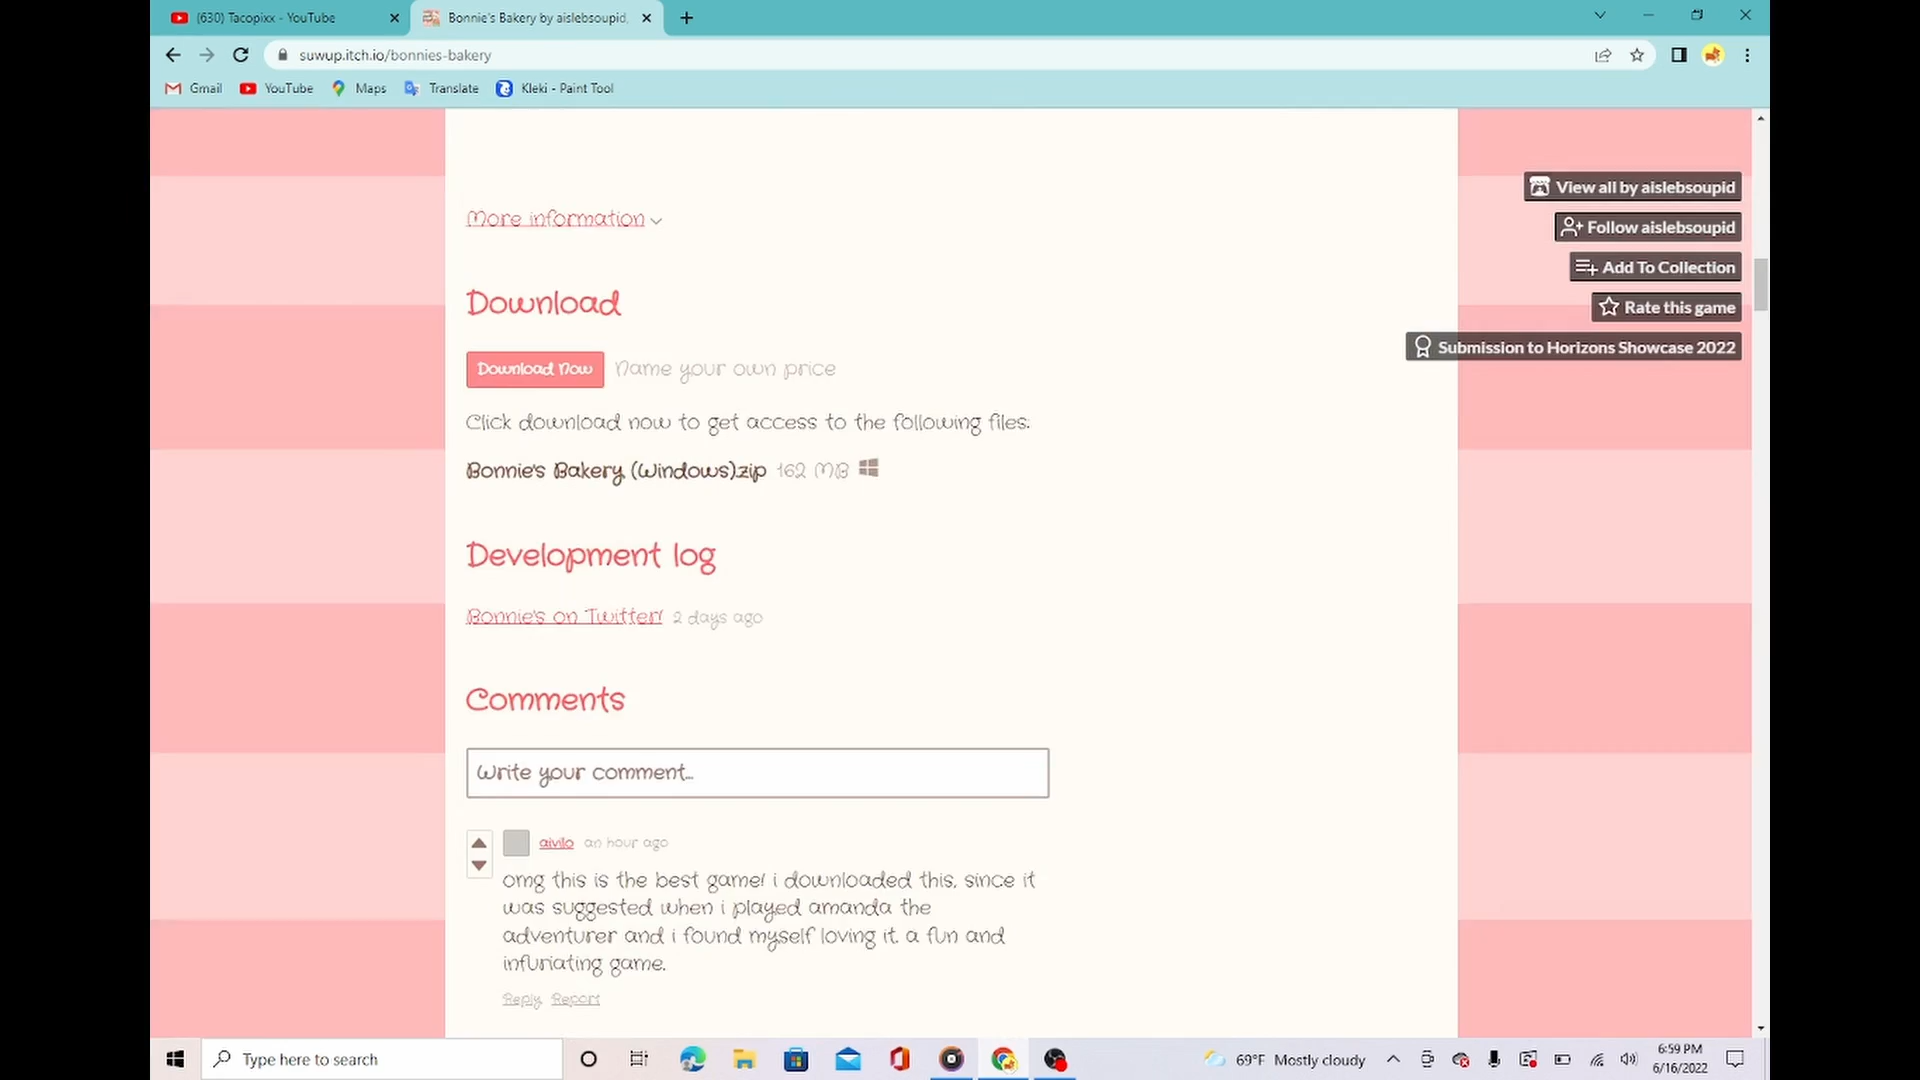 (630) Tacopixx - YouTube
Bonnie's Bakery by aislebsoupid,
suwup.itch.io/bonnies-bakery
Gmail
YouTube
Maps
Translate
Kleki - Paint Tool
View all by aislebsoupid
Follow aislebsoupid
Add To Collection
Rate this game
Submission to Horizons Showcase 2022
More information
Download
Download Now Name your own price
Click download now to get access to the following files:
Bonnie's Bakery (Windows).zip 162 MB
Development log
Bonnie's on Twitter! 2 days ago
Comments
Write your comment...
aivilo an hour ago
omg this is the best game! i downloaded this, since it
was suggested when i played amanda the
adventurer and i found myself loving it. a fun and
infuriating game.
Reply Report
Type here to search
69°F Mostly cloudy
6:59 PM
6/16/2022